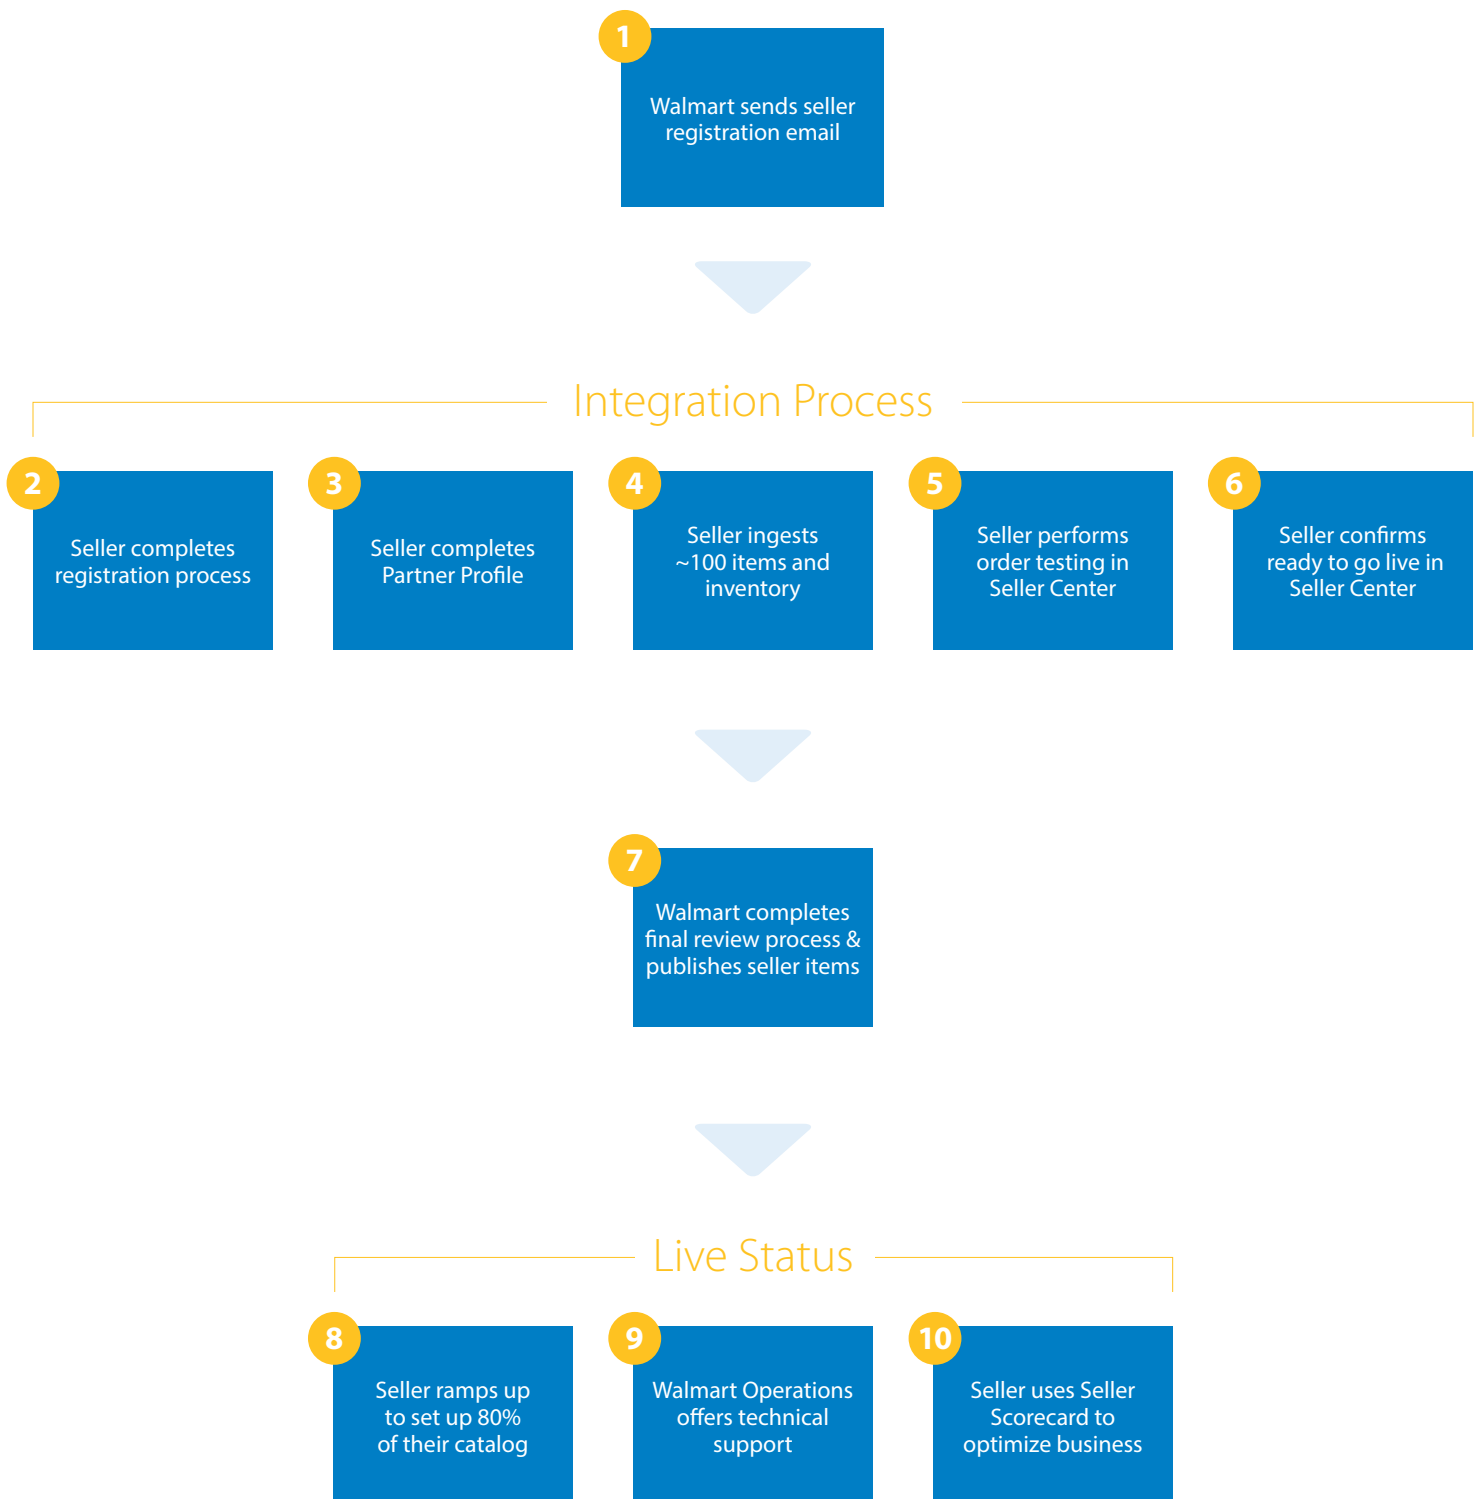 1
Walmart sends seller
registration email
Integration Process
2
Seller completes
registration process
3
Seller completes
Partner Profile
4
Seller ingests
~100 items and
inventory
5
Seller performs
order testing in
Seller Center
6
Seller confirms
ready to go live in
Seller Center
7
Walmart completes
final review process &
publishes seller items
Live Status
8
Seller ramps up
to set up 80%
of their catalog
9
Walmart Operations
offers technical
support
10
Seller uses Seller
Scorecard to
optimize business